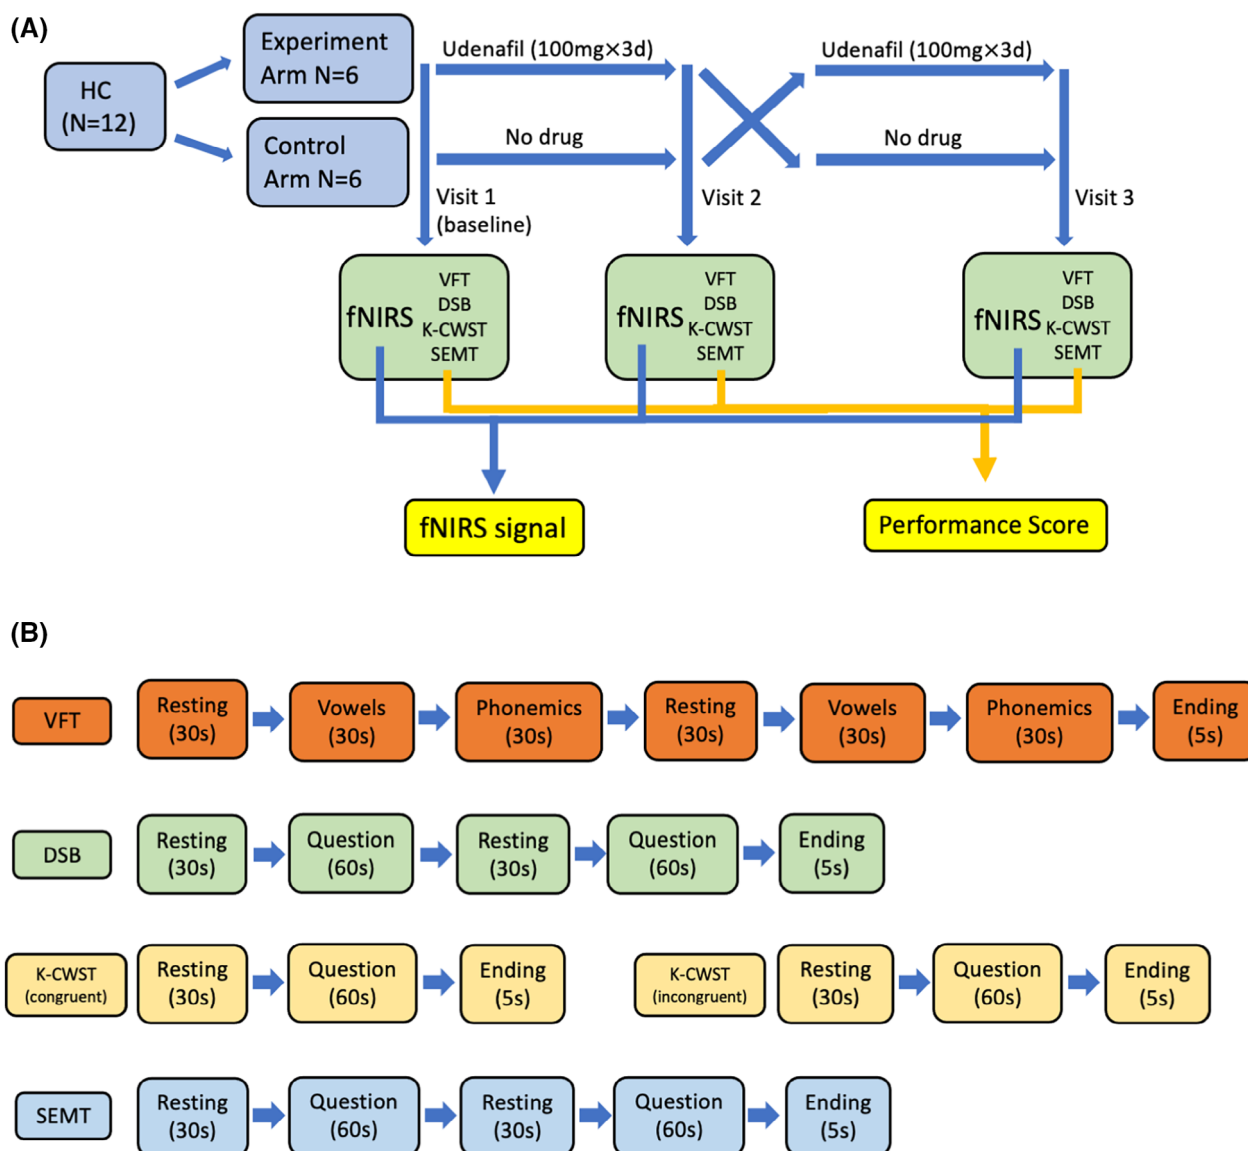 (A)
HC
(N=12)
Experiment
Arm N=6
Control
Arm N=6
Udenafil (100mg×3d)
No drug
Udenafil (100mg×3d)
No drug
Visit 1
(baseline)
Visit 2
Visit 3
fNIRS
VFT
DSB
K-CWST
SEMT
fNIRS
VFT
DSB
K-CWST
SEMT
fNIRS
VFT
DSB
K-CWST
SEMT
fNIRS signal
Performance Score
(B)
VFT
Resting
(30s)
Vowels
(30s)
Phonemics
(30s)
Resting
(30s)
Vowels
(30s)
Phonemics
(30s)
Ending
(5s)
DSB
Resting
(30s)
Question
(60s)
Resting
(30s)
Question
(60s)
Ending
(5s)
K-CWST
(congruent)
Resting
(30s)
Question
(60s)
Ending
(5s)
K-CWST
(incongruent)
Resting
(30s)
Question
(60s)
Ending
(5s)
SEMT
Resting
(30s)
Question
(60s)
Resting
(30s)
Question
(60s)
Ending
(5s)